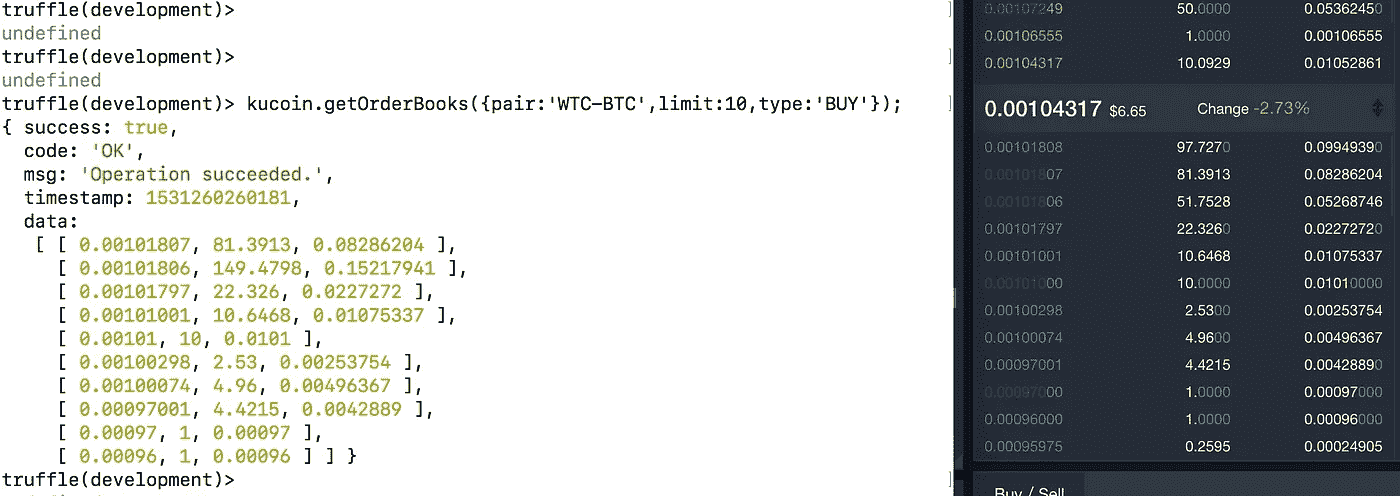 truffle(development)>
undefined
truffle(development)>
undefined
truffle(development)> kucoin.getOrderBooks({pair:'WTC-BTC',limit:10,type:'BUY'});
{ success: true,
code: 'OK',
msg: 'Operation succeeded.',
timestamp: 1531260260181,
data:
[ [ 0.00101807, 81.3913, 0.08286204 ],
[ 0.00101806, 149.4798, 0.15217941 ],
[ 0.00101797, 22.326, 0.0227272 ],
[ 0.00101001, 10.6468, 0.01075337 ],
[ 0.00101, 10, 0.0101 ],
[ 0.00100298, 2.53, 0.00253754 ],
[ 0.00100074, 4.96, 0.00496367 ],
[ 0.00097001, 4.4215, 0.0042889 ],
[ 0.00097, 1, 0.00097 ],
[ 0.00096, 1, 0.00096 ] ] }
truffle(development)>
0.00107249 50.0000 0.05362450
0.00106555 1.0000 0.00106555
0.00104317 10.0929 0.01052861
0.00104317 $6.65 Change -2.73%
0.00101808 97.7270 0.09949390
0.00101807 81.3913 0.08286204
0.00101806 51.7528 0.05268746
0.00101797 22.3260 0.02272720
0.00101001 10.6468 0.01075337
0.00101000 10.0000 0.01010000
0.00100298 2.5300 0.00253754
0.00100074 4.9600 0.00496367
0.00097001 4.4215 0.00428890
0.00097000 1.0000 0.00097000
0.00096000 1.0000 0.00096000
0.00095975 0.2595 0.00024905
Buy / Sell